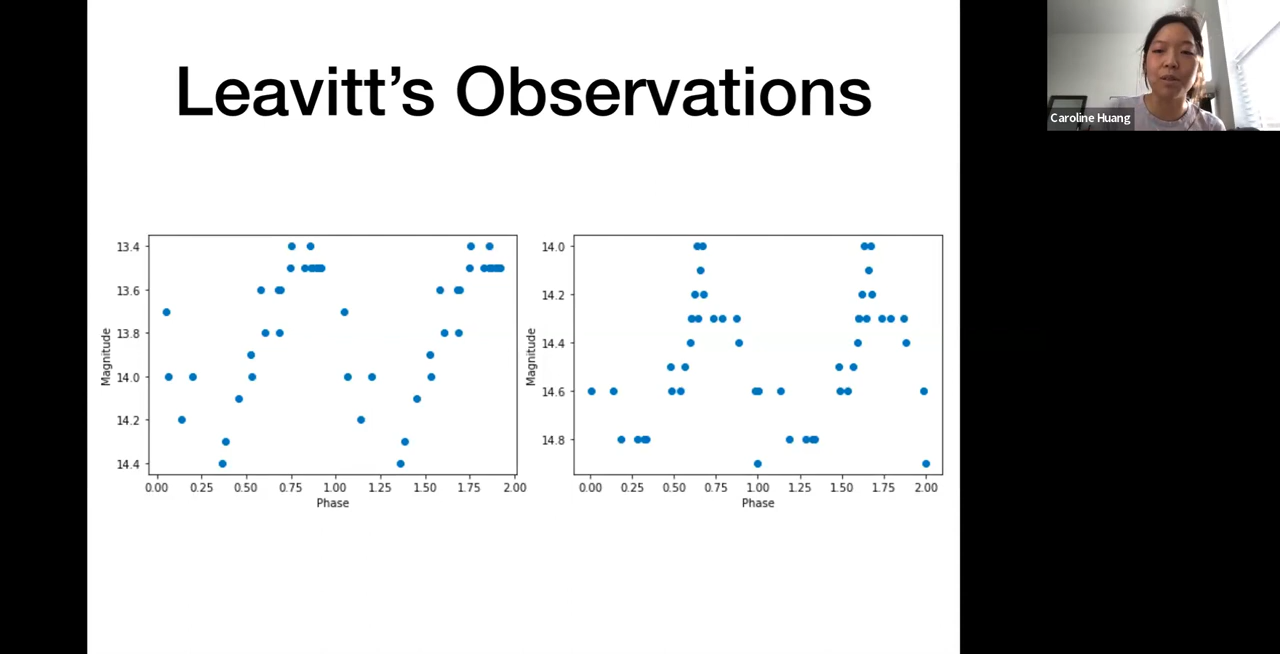 Leavitt’s Observations
Caroline Huang
13.4
13.6
13.8
14.0
14.2
14.4
Magnitude
0.00 0.25 0.50 0.75 1.00 1.25 1.50 1.75 2.00
Phase
14.0
14.2
14.4
14.6
14.8
Magnitude
0.00 0.25 0.50 0.75 1.00 1.25 1.50 1.75 2.00
Phase